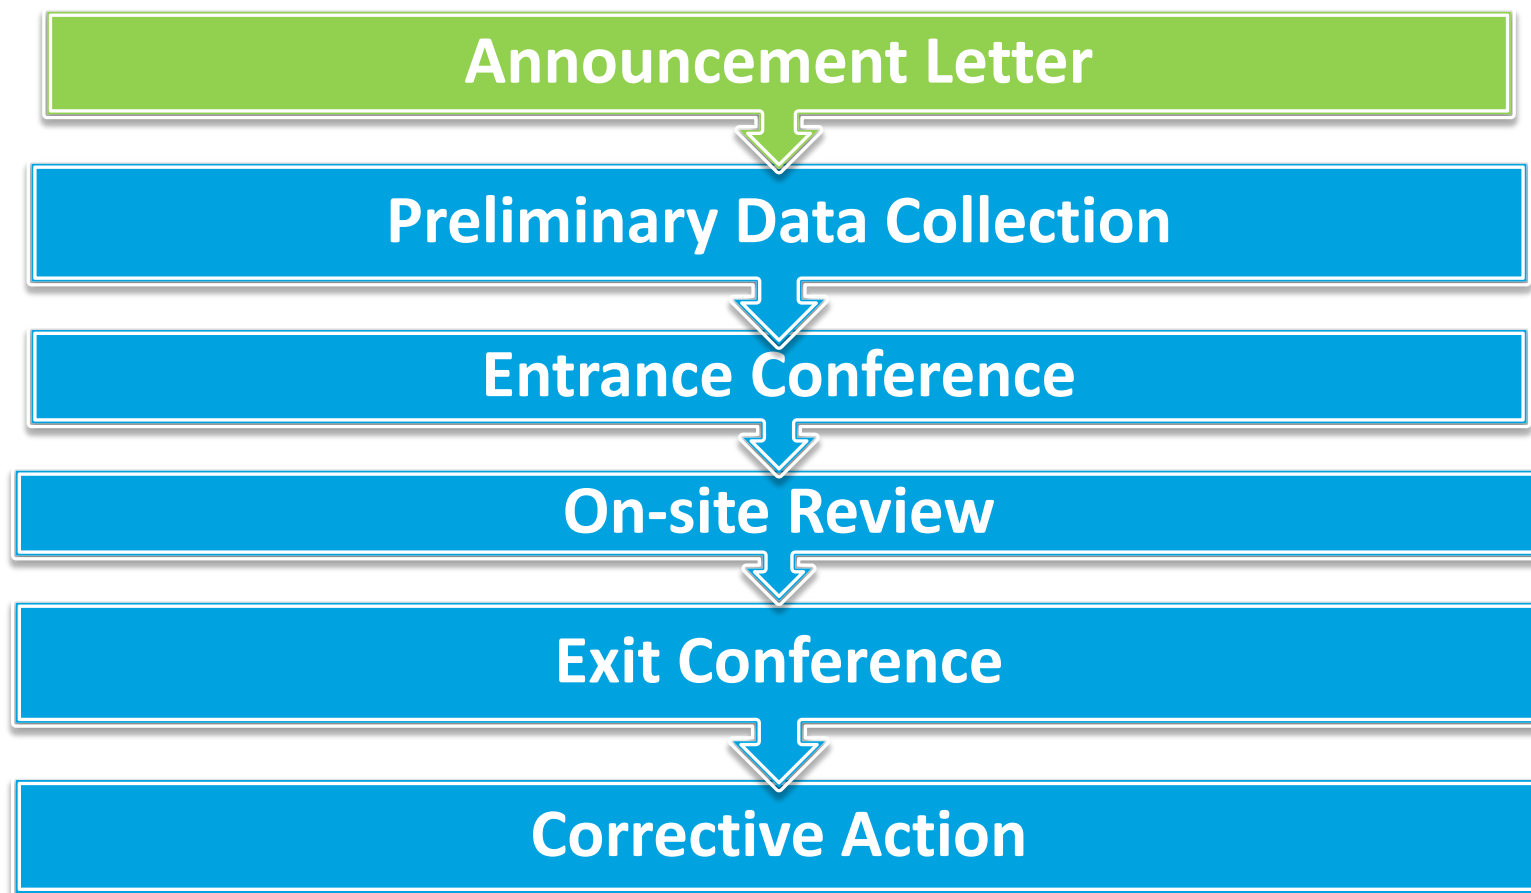 Announcement Letter
Preliminary Data Collection
Entrance Conference
On-site Review
Exit Conference
Corrective Action